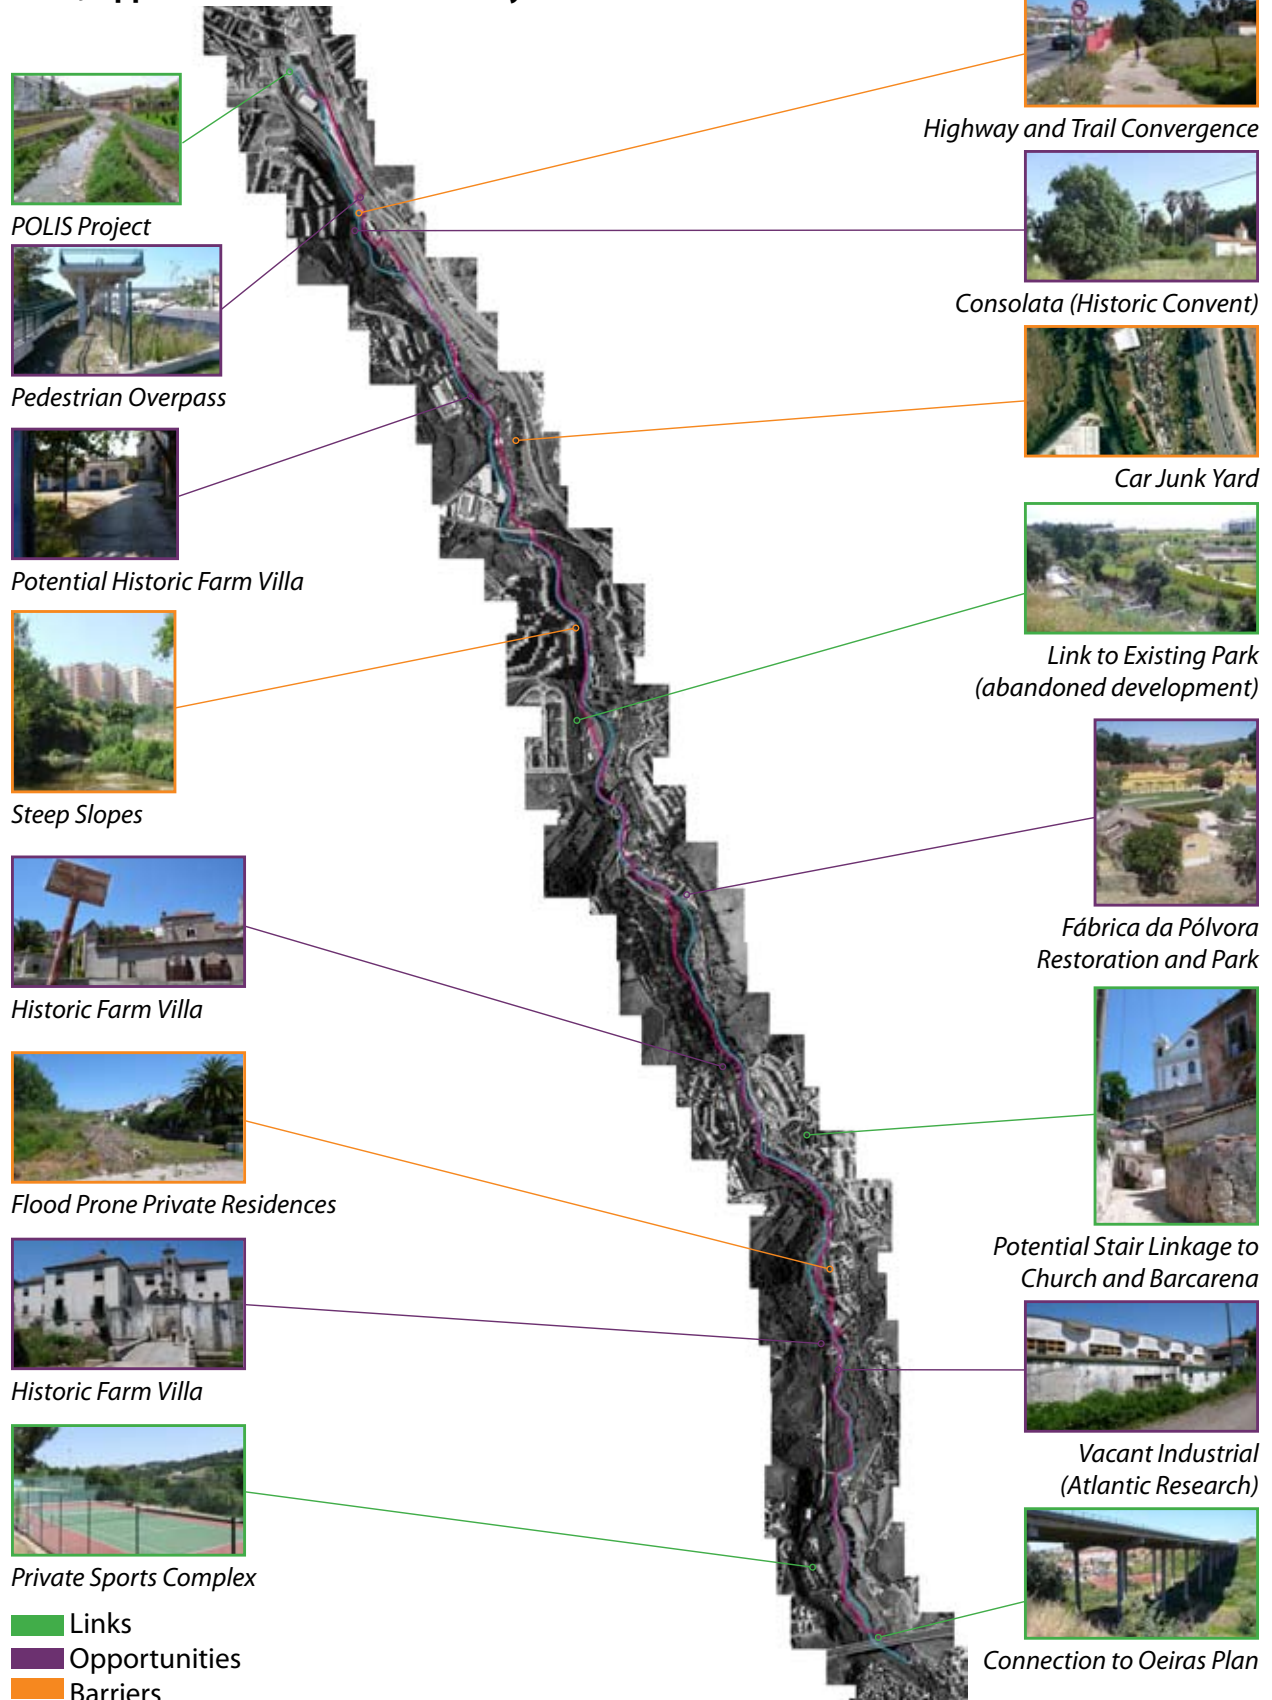 POLIS Project
Pedestrian Overpass
Potential Historic Farm Villa
Steep Slopes
Historic Farm Villa
Flood Prone Private Residences
Historic Farm Villa
Private Sports Complex
Links
Opportunities
Barriers
Highway and Trail Convergence
Consolata (Historic Convent)
Car Junk Yard
Link to Existing Park
(abandoned development)
Fábrica da Pólvora
Restoration and Park
Potential Stair Linkage to
Church and Barcarena
Vacant Industrial
(Atlantic Research)
Connection to Oeiras Plan